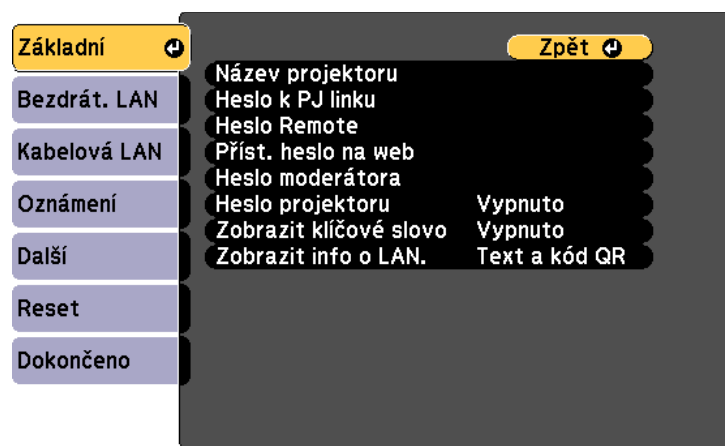 Základní
Bezdrát. LAN
Kabelová LAN
Oznámení
Další
Reset
Dokončeno
Zpět
Název projektoru
Heslo k PJ linku
Heslo Remote
Příst. heslo na web
Heslo moderátora
Heslo projektoru Vypnuto
Zobrazit klíčové slovo Vypnuto
Zobrazit info o LAN. Text a kód QR